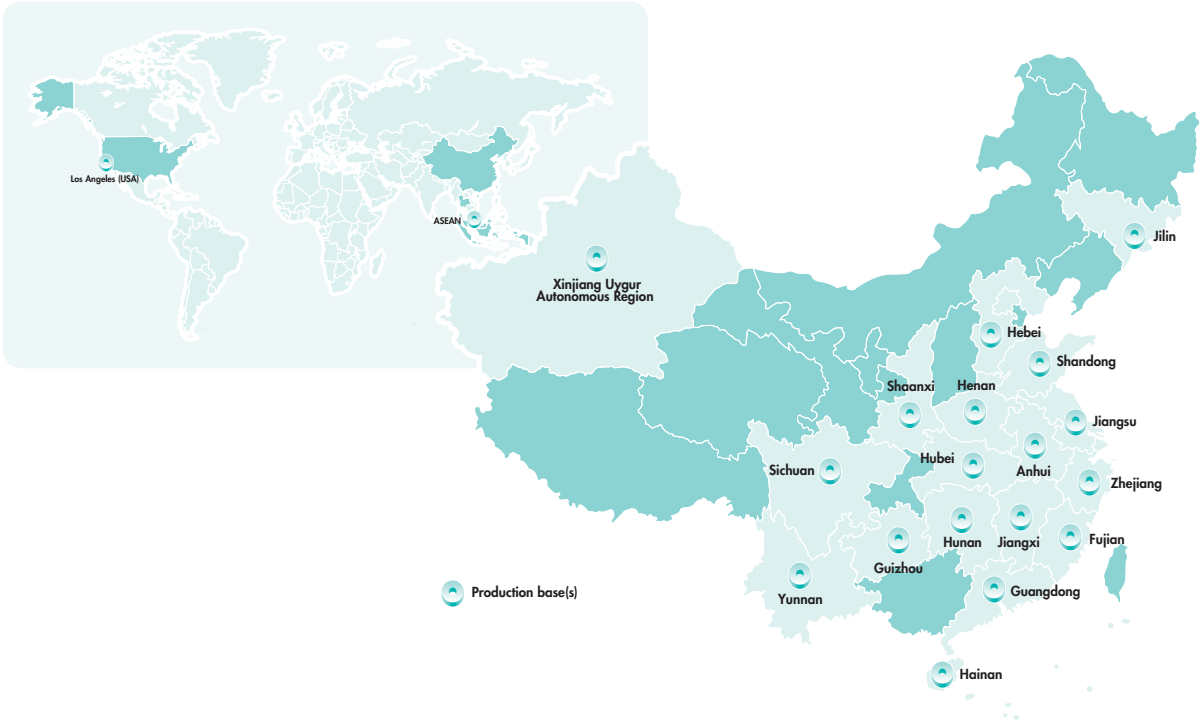 Los Angeles (USA)
ASEAN
Xinjiang Uygur
Autonomous Region
Jilin
Hebei
Shandong
Shaanxi
Henan
Jiangsu
Sichuan
Hubei
Anhui
Zhejiang
Hunan
Jiangxi
Fujian
Guizhou
Yunnan
Guangdong
Production base(s)
Hainan